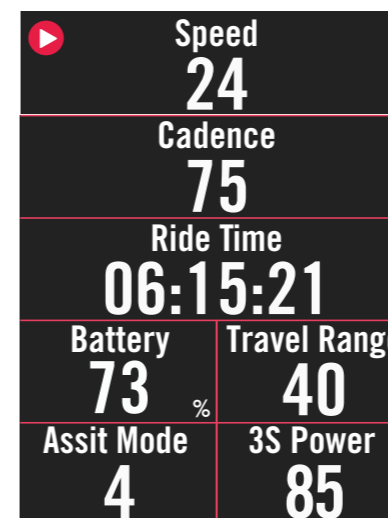 Speed
24
Cadence
75
Ride Time
06:15:21
Battery Travel Range
73 % 40
Assit Mode 3S Power
4 85